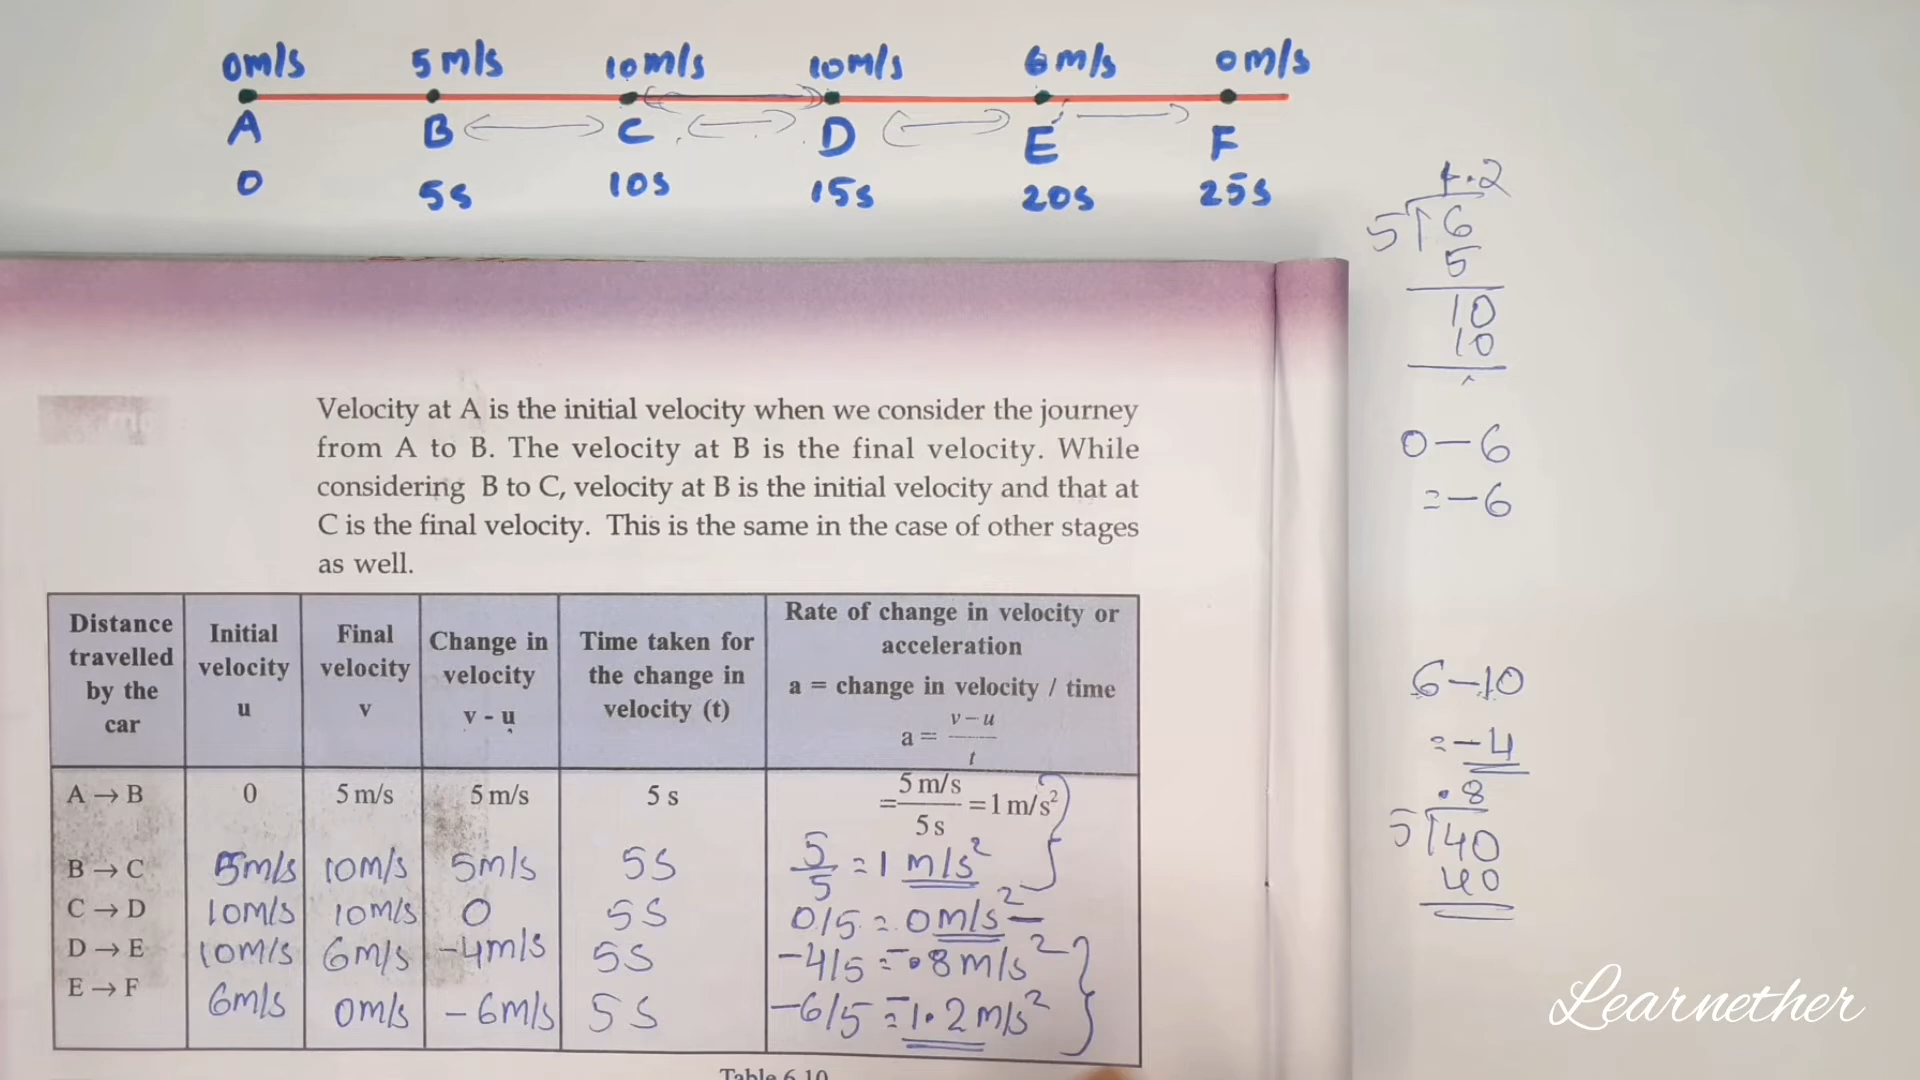 0m/s 5m/s 10m/s 10m/s 6m/s 0m/s
A B C D E F
0 5s 10s 15s 20s 25s
1.2
5 6
5
10
10
0-6
=-6
6-10
=-4
.8
5 40
40
Velocity at A is the initial velocity when we consider the journey
from A to B. The velocity at B is the final velocity. While
considering B to C, velocity at B is the initial velocity and that at
C is the final velocity. This is the same in the case of other stages
as well.
Distance travelled by the car
Initial velocity u
Final velocity v
Change in velocity v - u
Time taken for the change in velocity (t)
Rate of change in velocity or acceleration
a = change in velocity / time
a = v-u / t
A → B 0 5 m/s 5 m/s 5 s = 5 m/s / 5 s = 1 m/s²
B → C 5m/s 10m/s 5m/s 5S 5/5 = 1 m/s²
C → D 10m/s 10m/s 0 5S 0/5 = 0 m/s²
D → E 10m/s 6m/s -4m/s 5S -4/5 = -.8 m/s²
E → F 6m/s 0m/s -6m/s 5S -6/5 = -1.2 m/s²
Table 6.10
Learnether